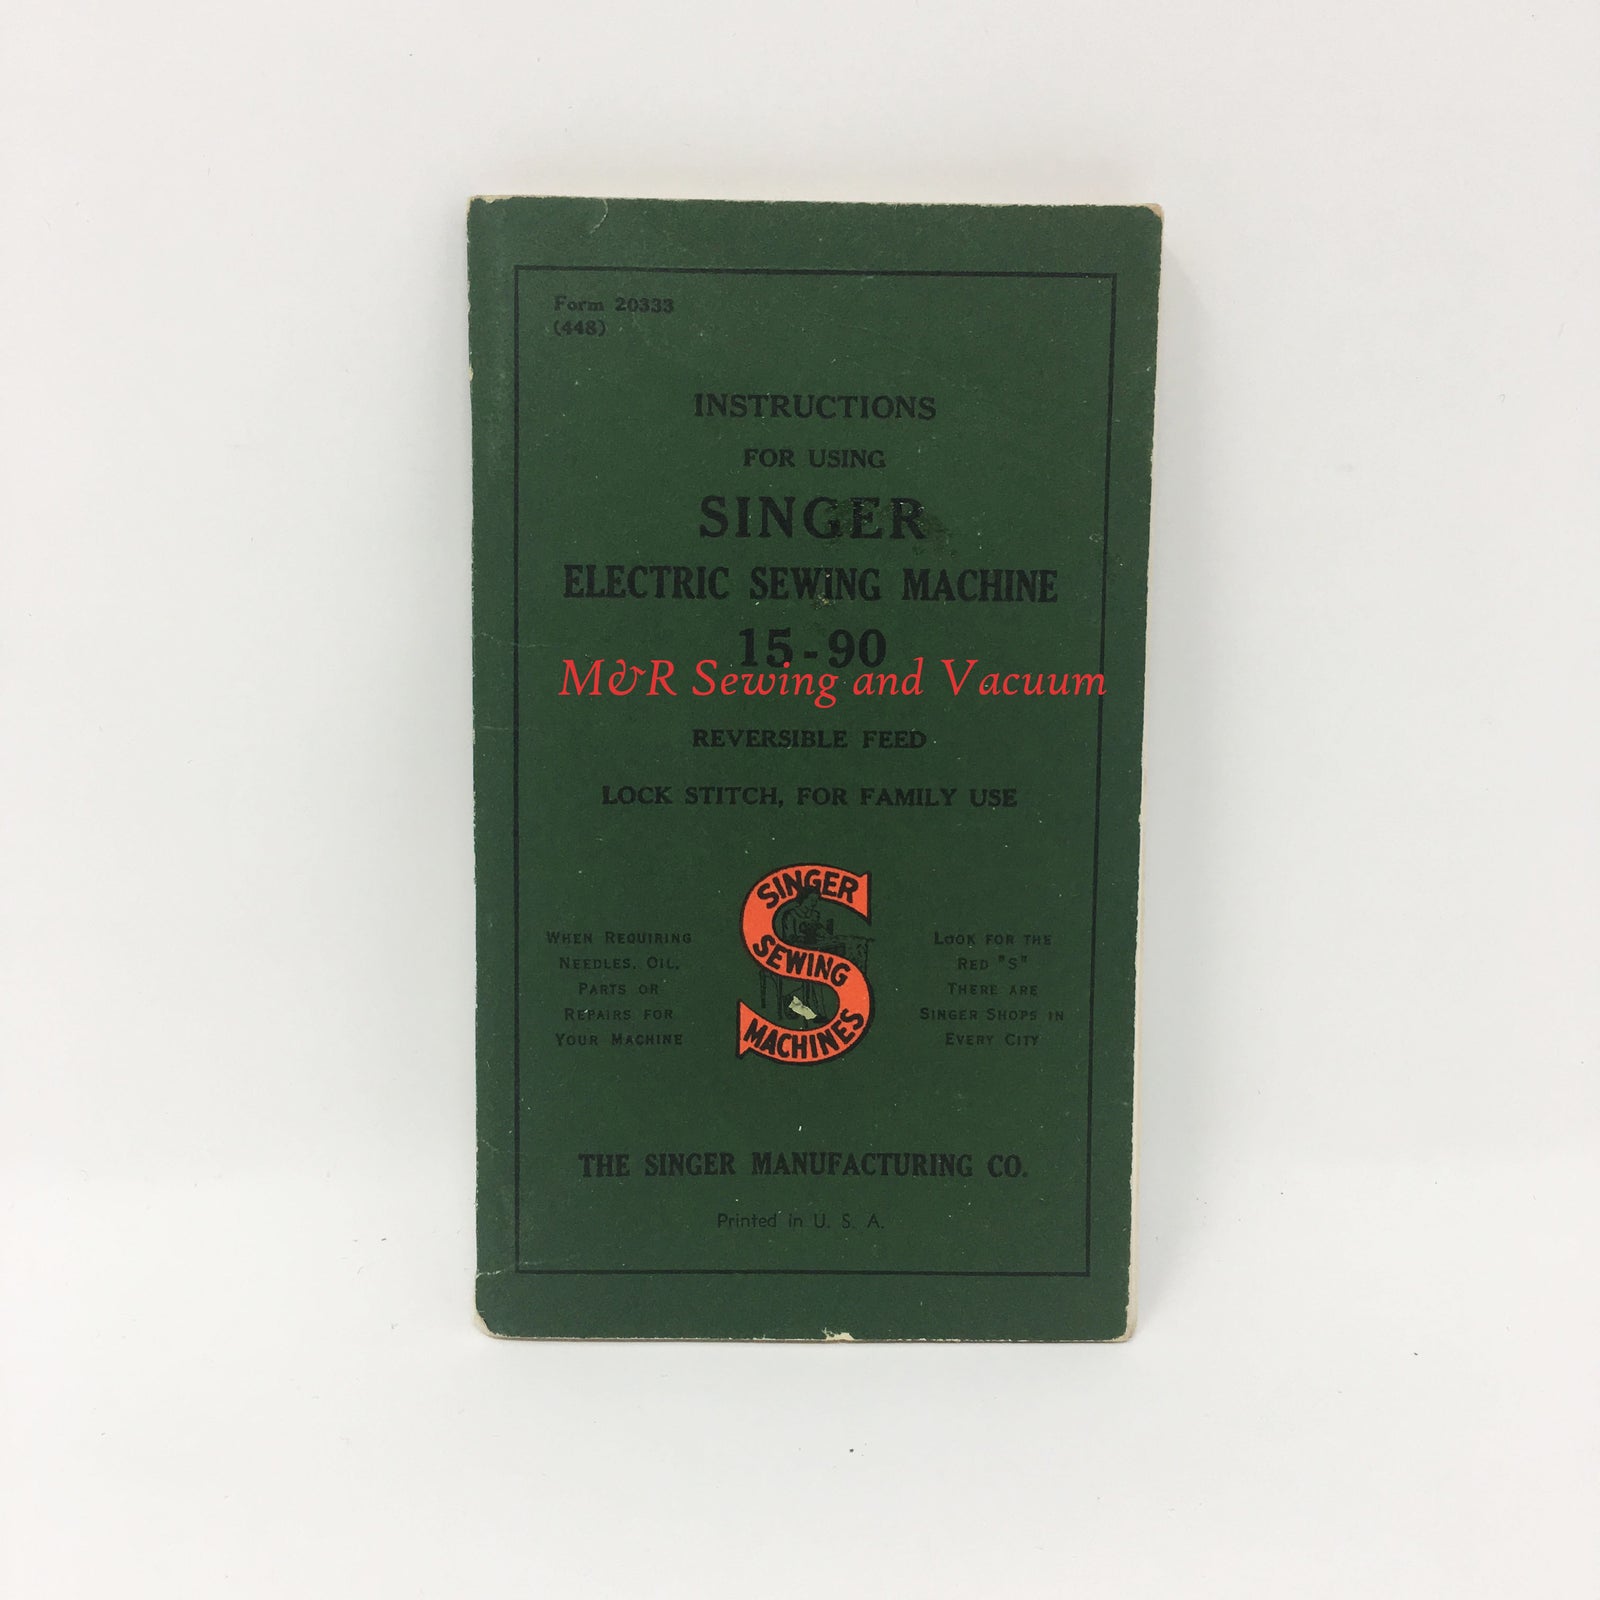 Form 20333
(448)
INSTRUCTIONS
FOR USING
SINGER
ELECTRIC SEWING MACHINE
15-90
M&R Sewing and Vacuum
REVERSIBLE FEED
LOCK STITCH, FOR FAMILY USE
SINGER
SEWING
MACHINES
WHEN REQUIRING
NEEDLES, OIL,
PARTS OR
REPAIRS FOR
YOUR MACHINE
LOOK FOR THE
RED "S"
THERE ARE
SINGER SHOPS IN
EVERY CITY
THE SINGER MANUFACTURING CO.
Printed in U. S. A.